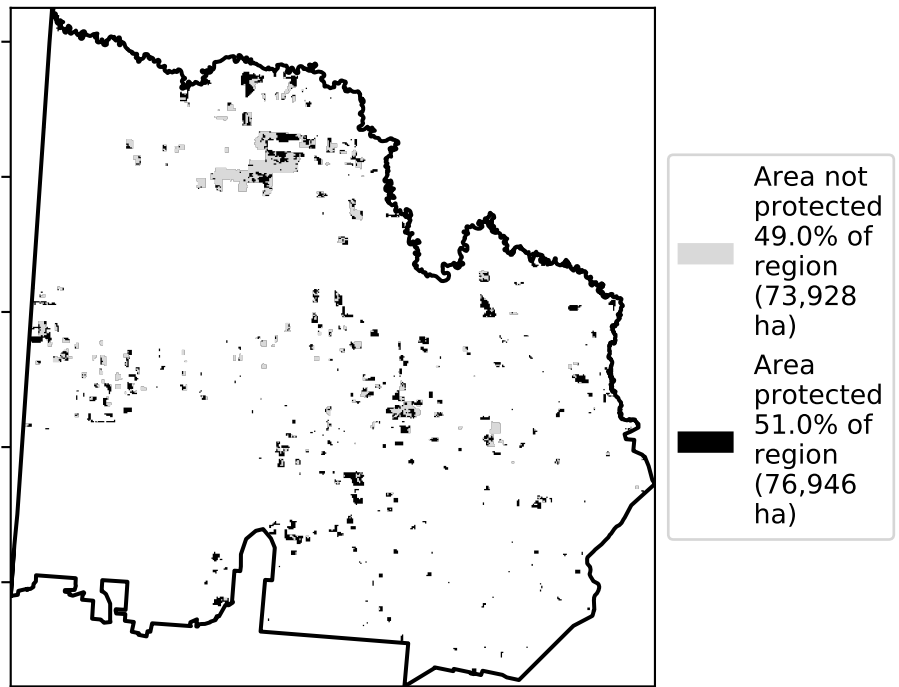 Area not
protected
49.0% of
region
(73,928
ha)
Area
protected
51.0% of
region
(76,946
ha)